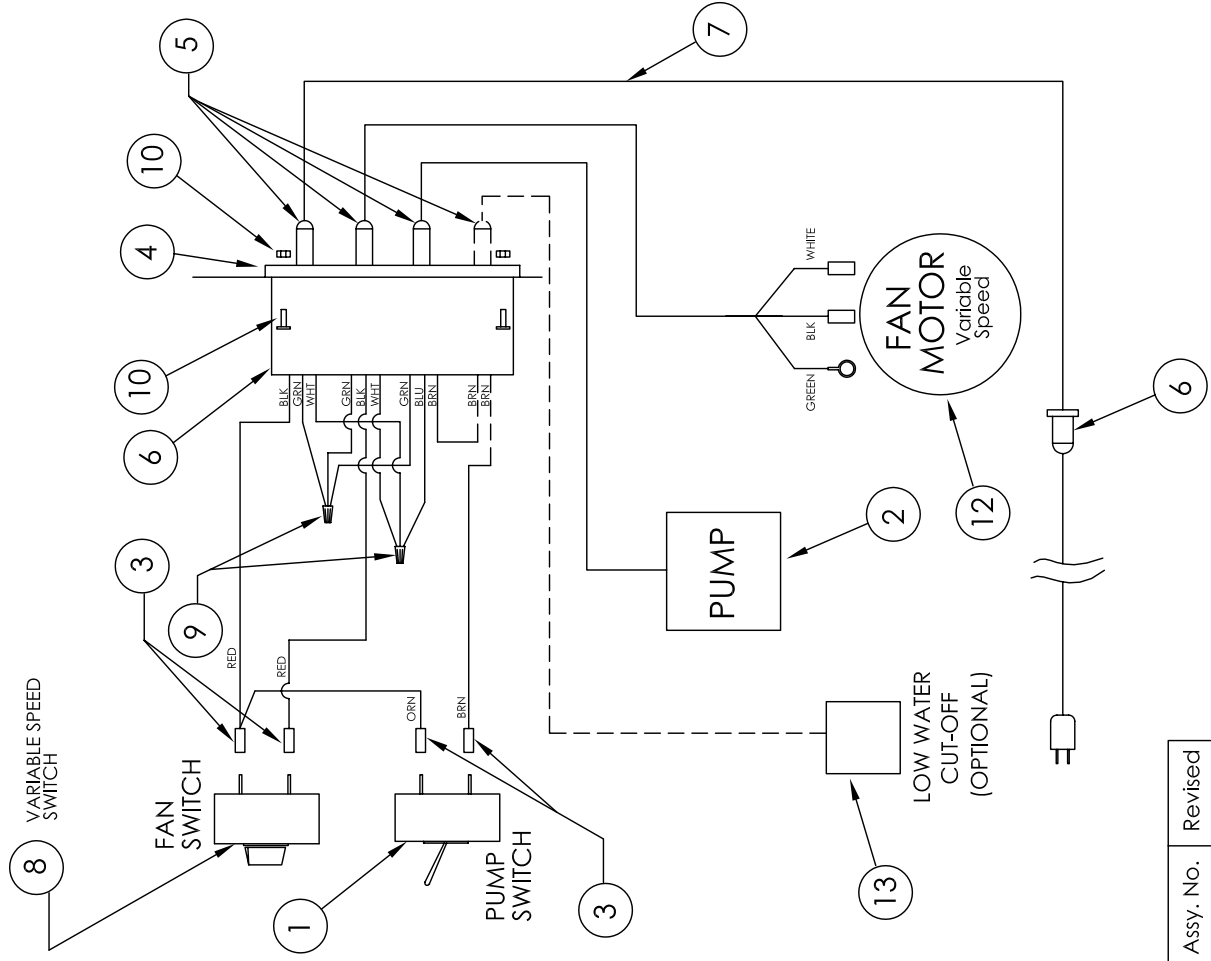 8
VARIABLE SPEED
SWITCH
FAN
SWITCH
3
10
10
4
5
6
9
RED
RED
ORN
BRN
BLK
GRN
WHT
GRN
BLK
WHT
GRN
BLU
BRN
BRN
BRN
1
PUMP
SWITCH
3
7
PUMP
2
GREEN
BLK
WHITE
FAN
MOTOR
Variable
Speed
12
13
LOW WATER
CUT-OFF
(OPTIONAL)
6
Assy. No.
Revised